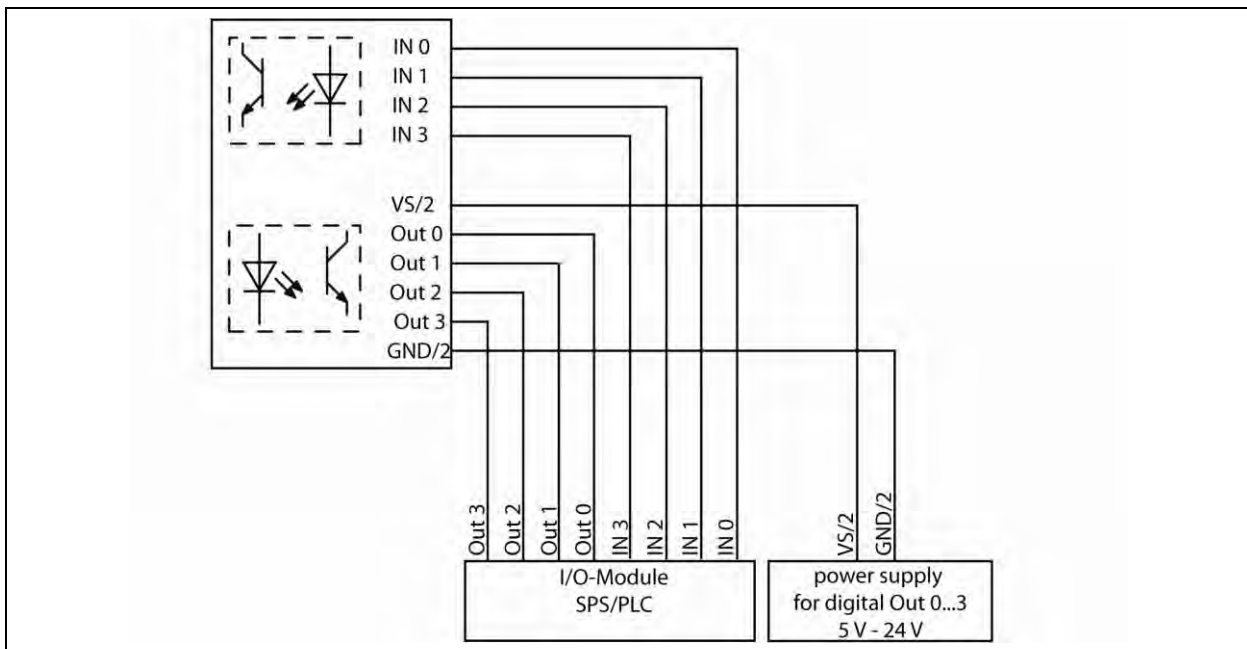 IN 0
IN 1
IN 2
IN 3
VS/2
Out 0
Out 1
Out 2
Out 3
GND/2
Out 3
Out 2
Out 1
Out 0
IN 3
IN 2
IN 1
IN 0
VS/2
GND/2
I/O-Module
SPS/PLC
power supply
for digital Out 0...3
5 V - 24 V